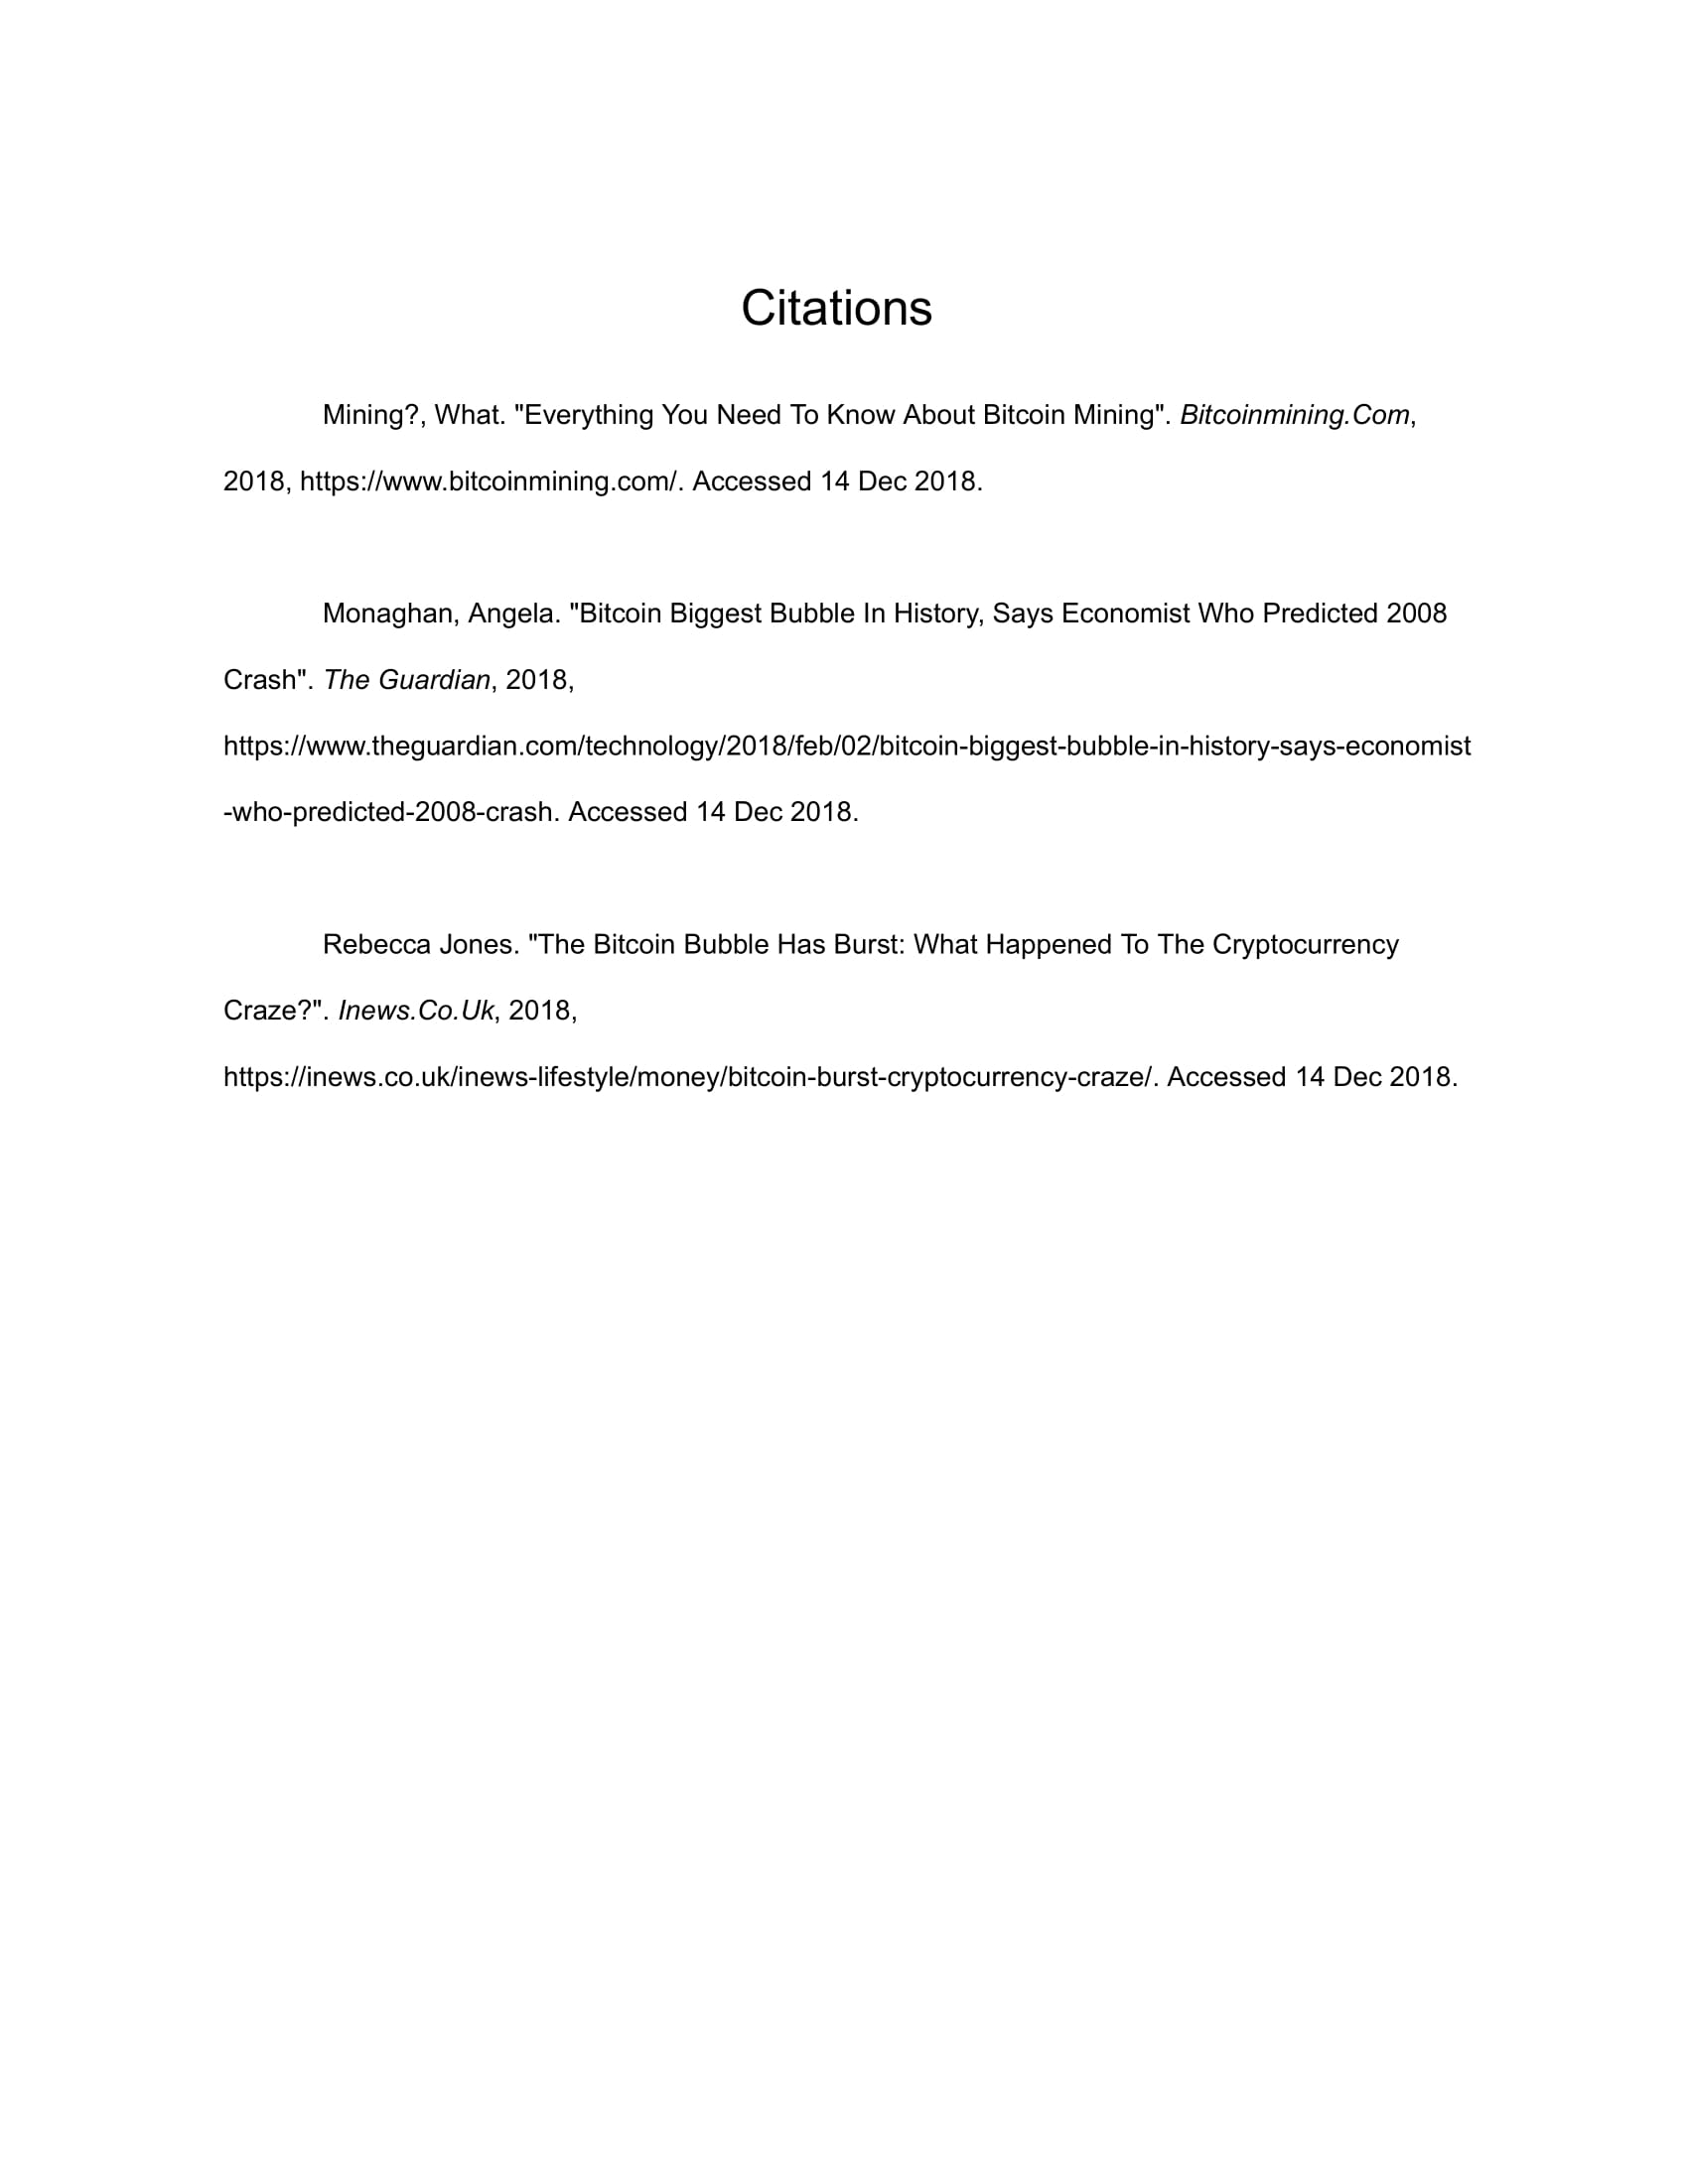 Citations
Mining?, What. "Everything You Need To Know About Bitcoin Mining". Bitcoinmining.Com,
2018, https://www.bitcoinmining.com/. Accessed 14 Dec 2018.
Monaghan, Angela. "Bitcoin Biggest Bubble In History, Says Economist Who Predicted 2008
Crash". The Guardian, 2018,
https://www.theguardian.com/technology/2018/feb/02/bitcoin-biggest-bubble-in-history-says-economist
-who-predicted-2008-crash. Accessed 14 Dec 2018.
Rebecca Jones. "The Bitcoin Bubble Has Burst: What Happened To The Cryptocurrency
Craze?". Inews.Co.Uk, 2018,
https://inews.co.uk/inews-lifestyle/money/bitcoin-burst-cryptocurrency-craze/. Accessed 14 Dec 2018.